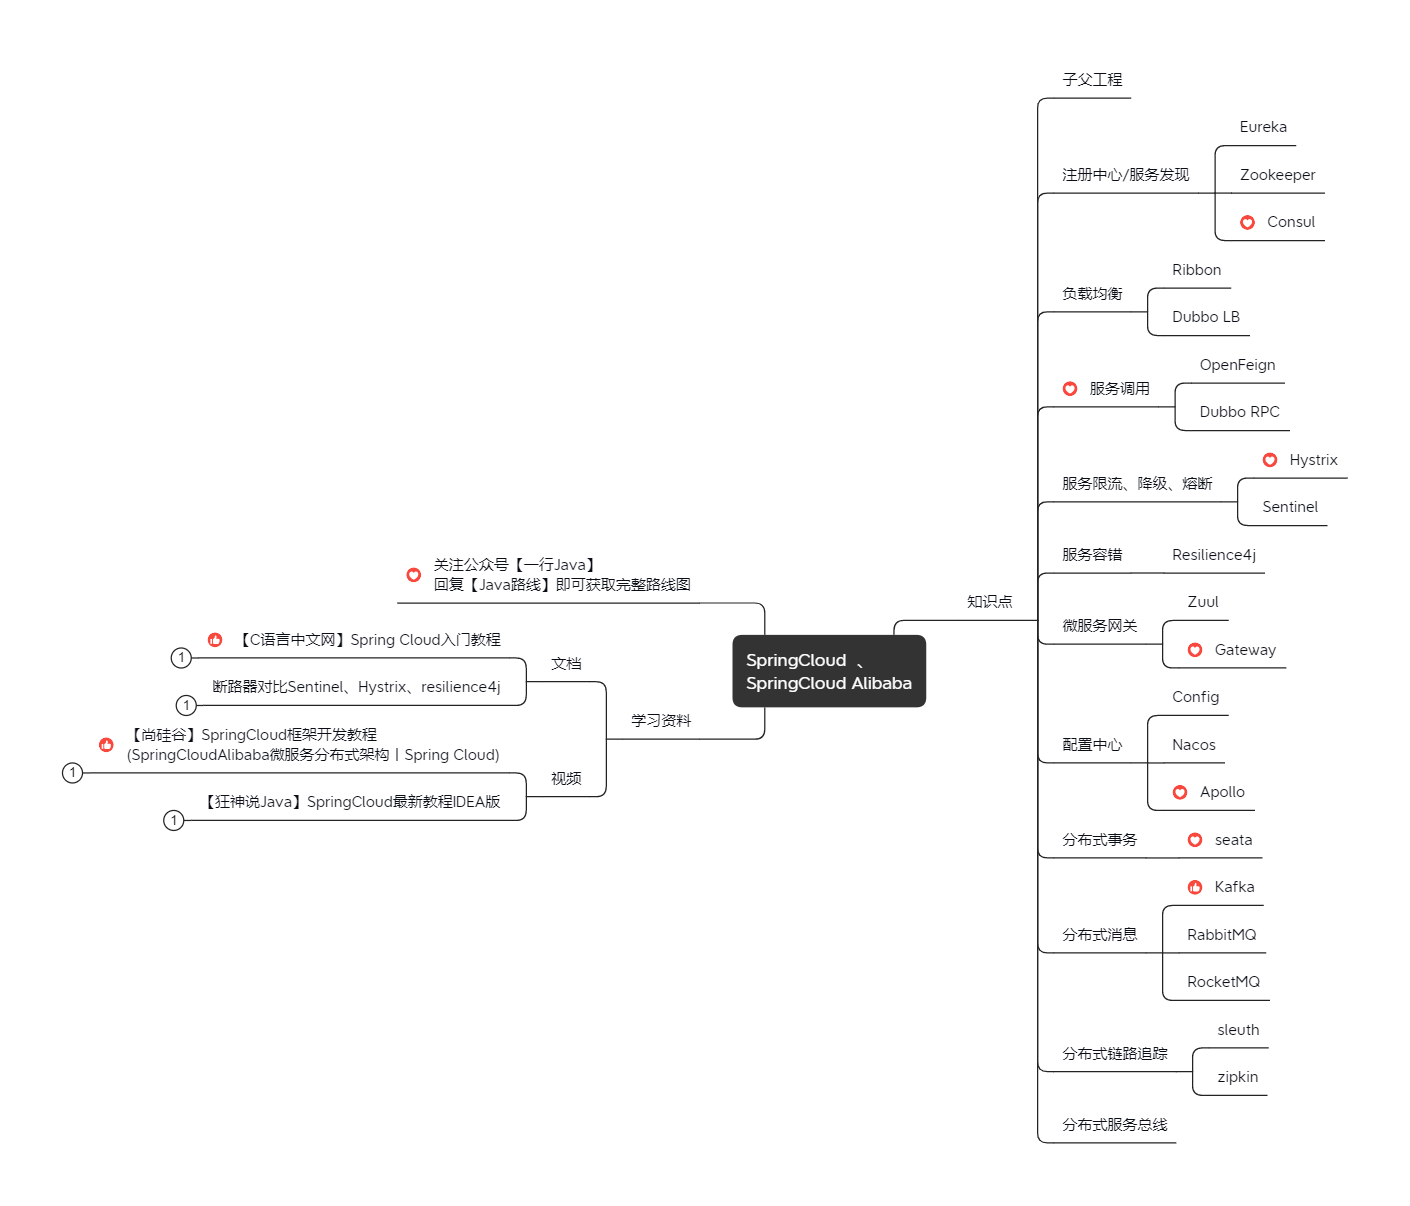 SpringCloud 、
SpringCloud Alibaba
关注公众号【一行Java】
回复【Java路线】即可获取完整路线图
学习资料
文档
【C语言中文网】Spring Cloud入门教程
1
断路器对比Sentinel、Hystrix、resilience4j
1
视频
【尚硅谷】SpringCloud框架开发教程
(SpringCloudAlibaba微服务分布式架构丨Spring Cloud)
1
【狂神说Java】SpringCloud最新教程IDEA版
1
知识点
子父工程
注册中心/服务发现
Eureka
Zookeeper
Consul
负载均衡
Ribbon
Dubbo LB
服务调用
OpenFeign
Dubbo RPC
服务限流、降级、熔断
Hystrix
Sentinel
服务容错
Resilience4j
微服务网关
Zuul
Gateway
配置中心
Config
Nacos
Apollo
分布式事务
seata
分布式消息
Kafka
RabbitMQ
RocketMQ
分布式链路追踪
sleuth
zipkin
分布式服务总线